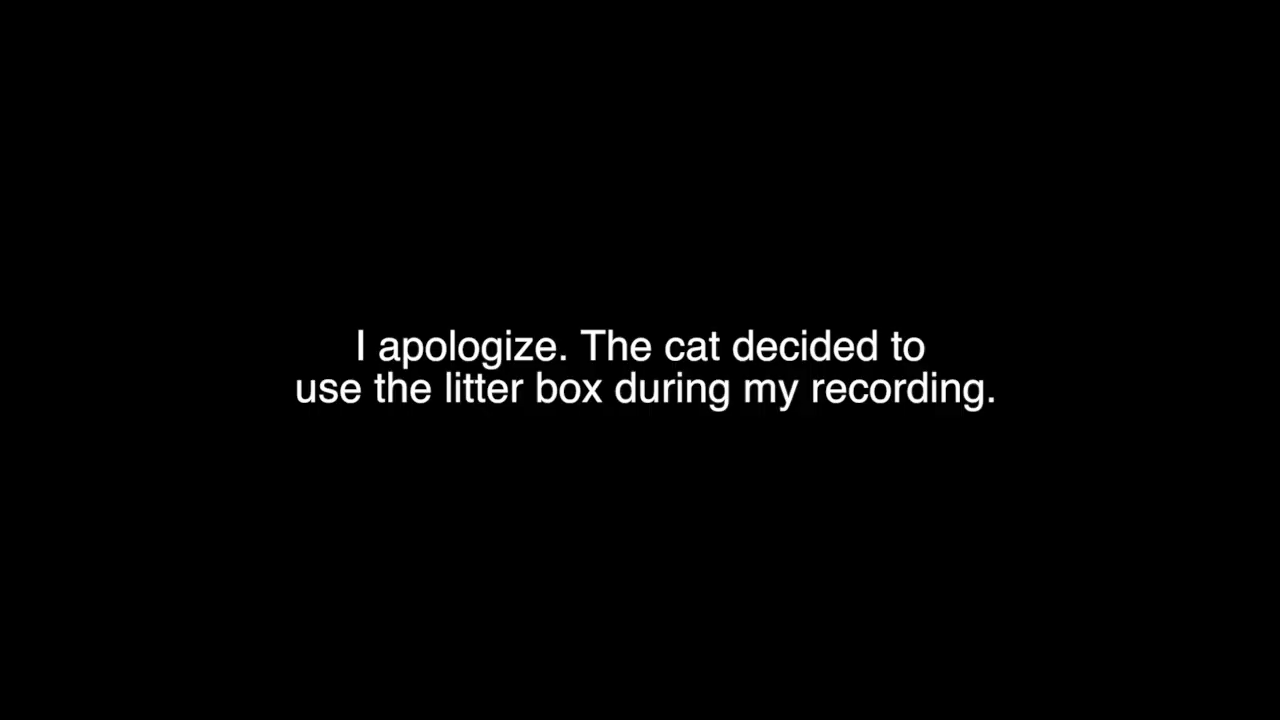 I apologize. The cat decided to
use the litter box during my recording.